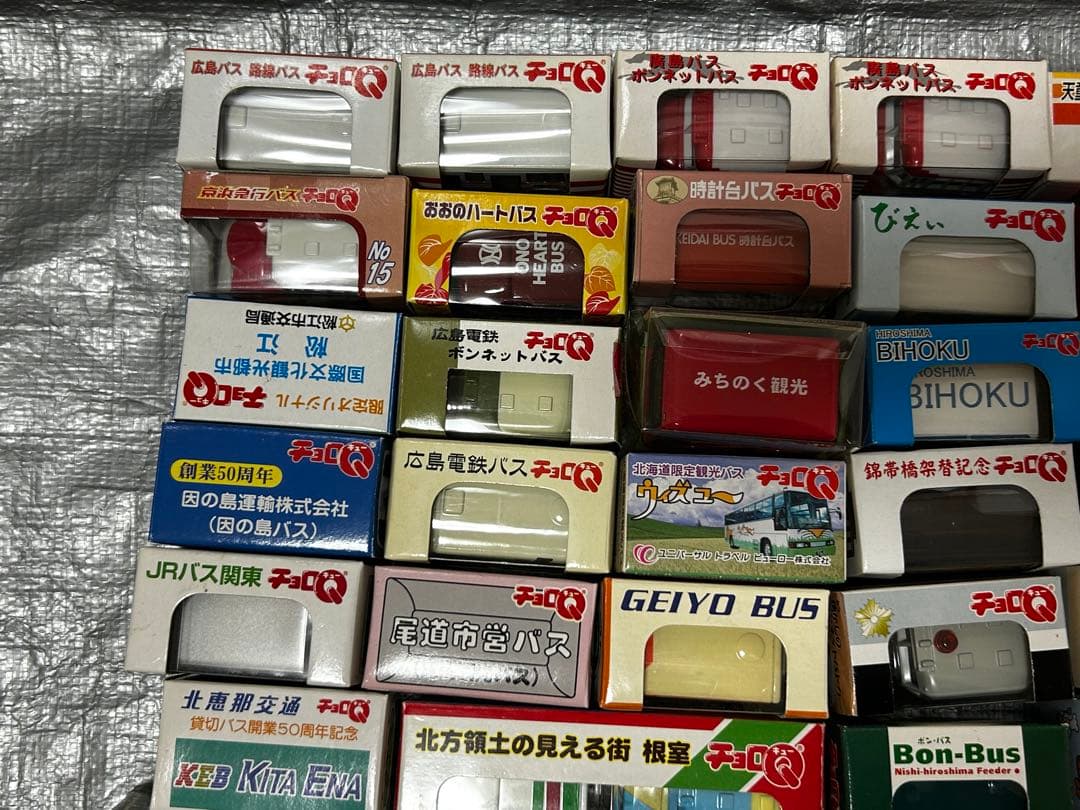 広島バス 路線バス チョロQ
広島バス 路線バス チョロQ
廣島バス
ボンネットバス チョロQ
廣島バス
ボンネットバス チョロQ
京浜急行バス チョロQ
No
15
おおのハートバス チョロQ
ONO
HEART
BUS
時計台バス チョロQ
KEIDAI BUS 時計台バス
びえい チョロQ
松江市交通局
松江
国際文化観光都市
限定オリジナル チョロQ
広島電鉄
ボンネットバス チョロQ
みちのく観光
HIROSHIMA
BIHOKU チョロQ
ROSHIMA
BIHOKU
チョロQ
創業50周年
因の島運輸株式会社
(因の島バス)
広島電鉄バス チョロQ
北海道限定観光バス チョロQ
ウィズユー
ユニバーサル トラベル ビューロー株式会社
錦帯橋架替記念 チョロQ
JRバス関東 チョロQ
チョロQ
尾道市営バス
GEIYO BUS
チョロQ
北恵那交通 チョロQ
貸切バス開業50周年記念
KEB KITA ENA
北方領土の見える街 根室 チョロQ
ボン・バス
Bon-Bus
Nishi-hiroshima Feeder